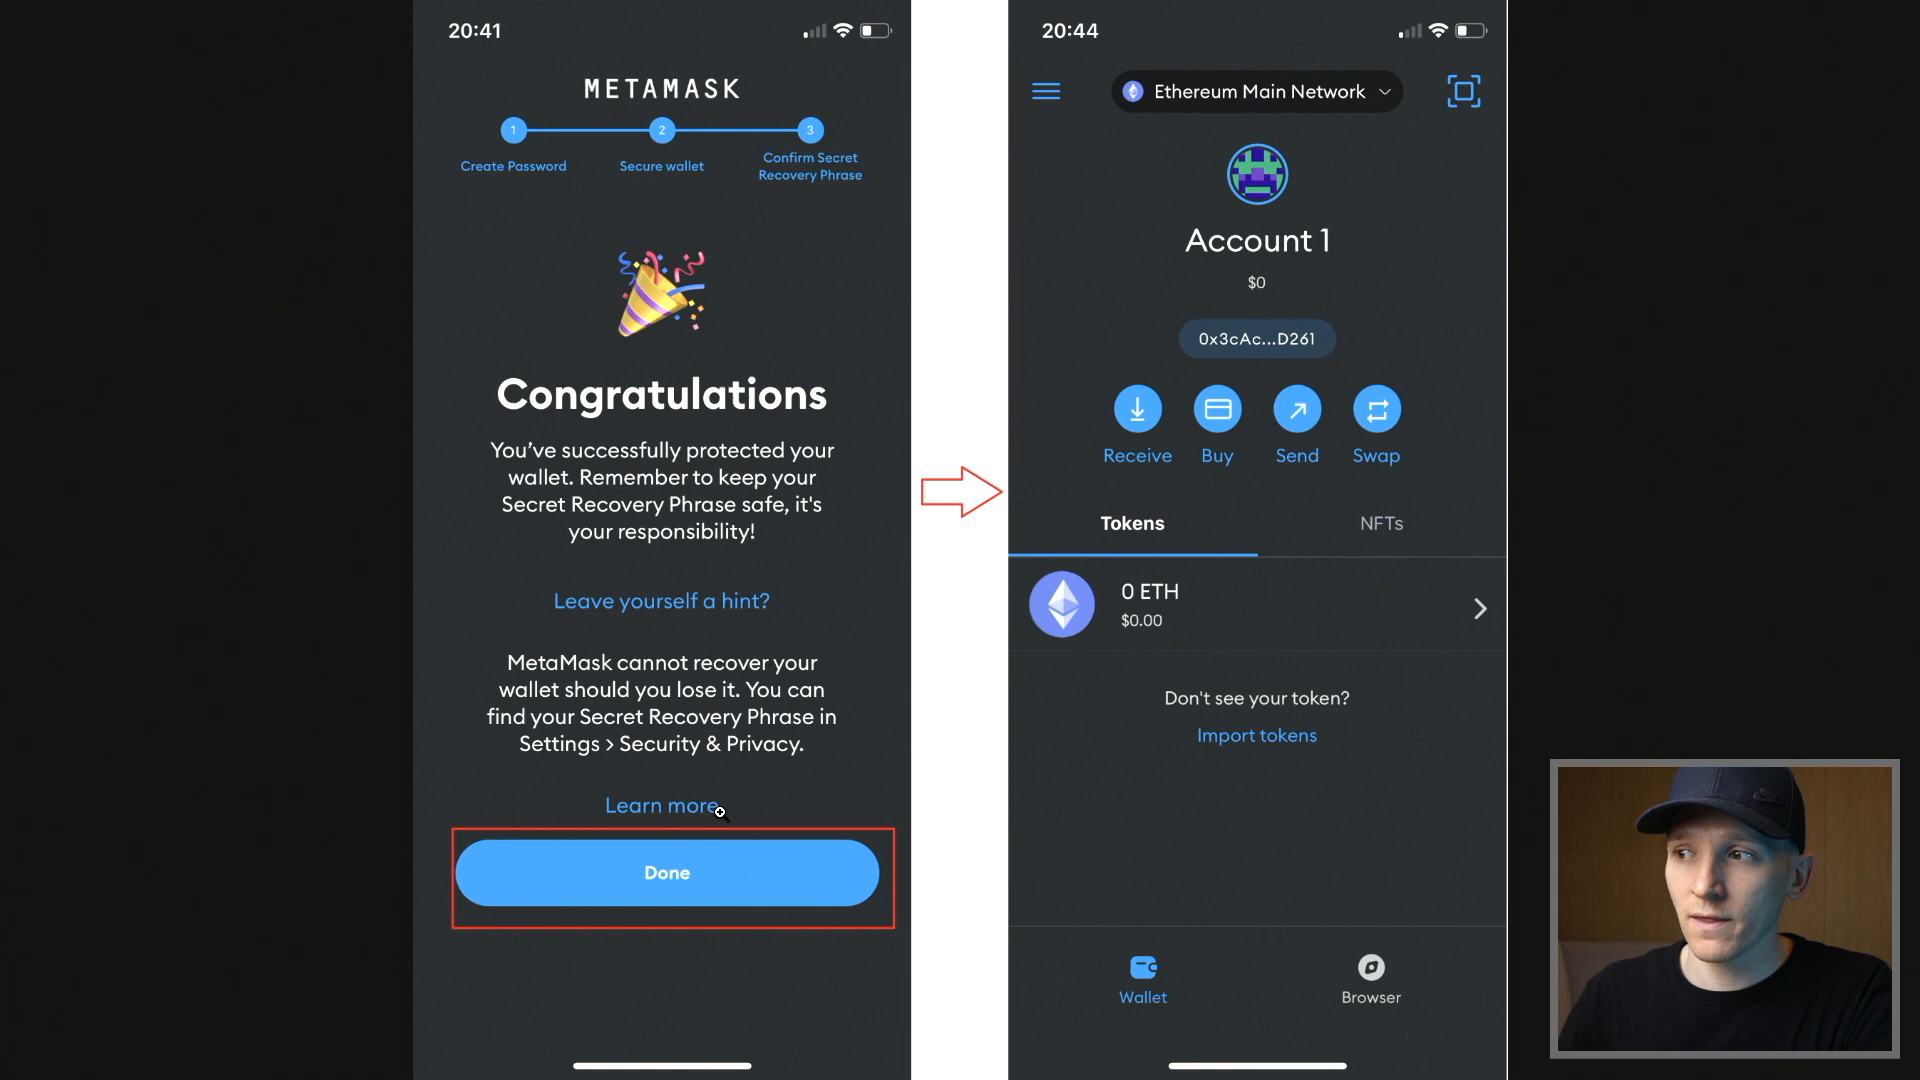 20:41
METAMASK
1
2
3
Create Password
Secure wallet
Confirm Secret
Recovery Phrase
Congratulations
You've successfully protected your
wallet. Remember to keep your
Secret Recovery Phrase safe, it's
your responsibility!
Leave yourself a hint?
MetaMask cannot recover your
wallet should you lose it. You can
find your Secret Recovery Phrase in
Settings > Security & Privacy.
Learn more
Done
20:44
Ethereum Main Network
Account 1
$0
0x3cAc...D261
Receive
Buy
Send
Swap
Tokens
NFTs
0 ETH
$0.00
Don't see your token?
Import tokens
Wallet
Browser